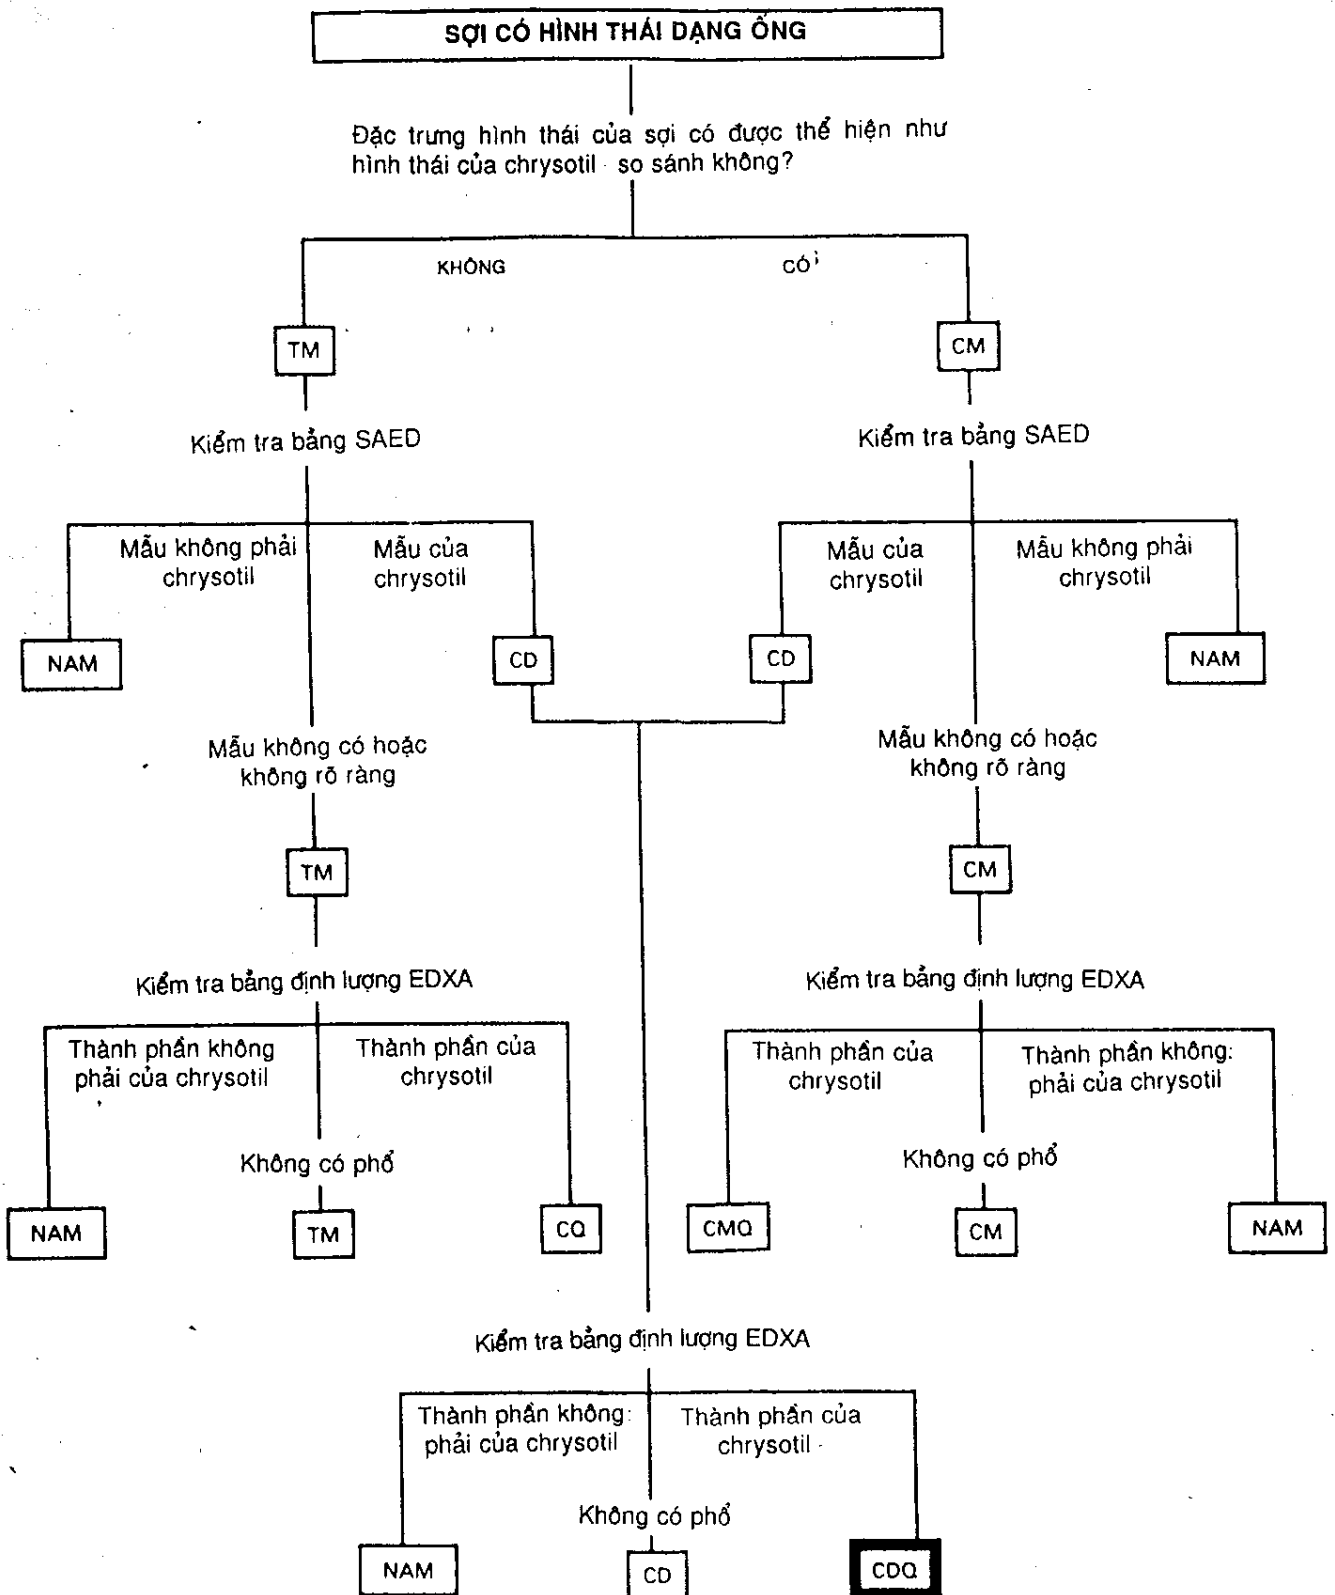 SỢI CÓ HÌNH THÁI DẠNG ỐNG
Đặc trưng hình thái của sợi có được thể hiện như
hình thái của chrysotil so sánh không?
KHÔNG
CÓ
TM
CM
Kiểm tra bằng SAED
Kiểm tra bằng SAED
Mẫu không phải
chrysotil
Mẫu của
chrysotil
Mẫu của
chrysotil
Mẫu không phải
chrysotil
NAM
CD
CD
NAM
Mẫu không có hoặc
không rõ ràng
Mẫu không có hoặc
không rõ ràng
TM
CM
Kiểm tra bằng định lượng EDXA
Kiểm tra bằng định lượng EDXA
Thành phần không
phải của chrysotil
Thành phần của
chrysotil
Thành phần của
chrysotil
Thành phần không:
phải của chrysotil
Không có phổ
Không có phổ
NAM
TM
CQ
CMQ
CM
NAM
Kiểm tra bằng định lượng EDXA
Thành phần không:
phải của chrysotil
Thành phần của
chrysotil
Không có phổ
NAM
CD
CDQ